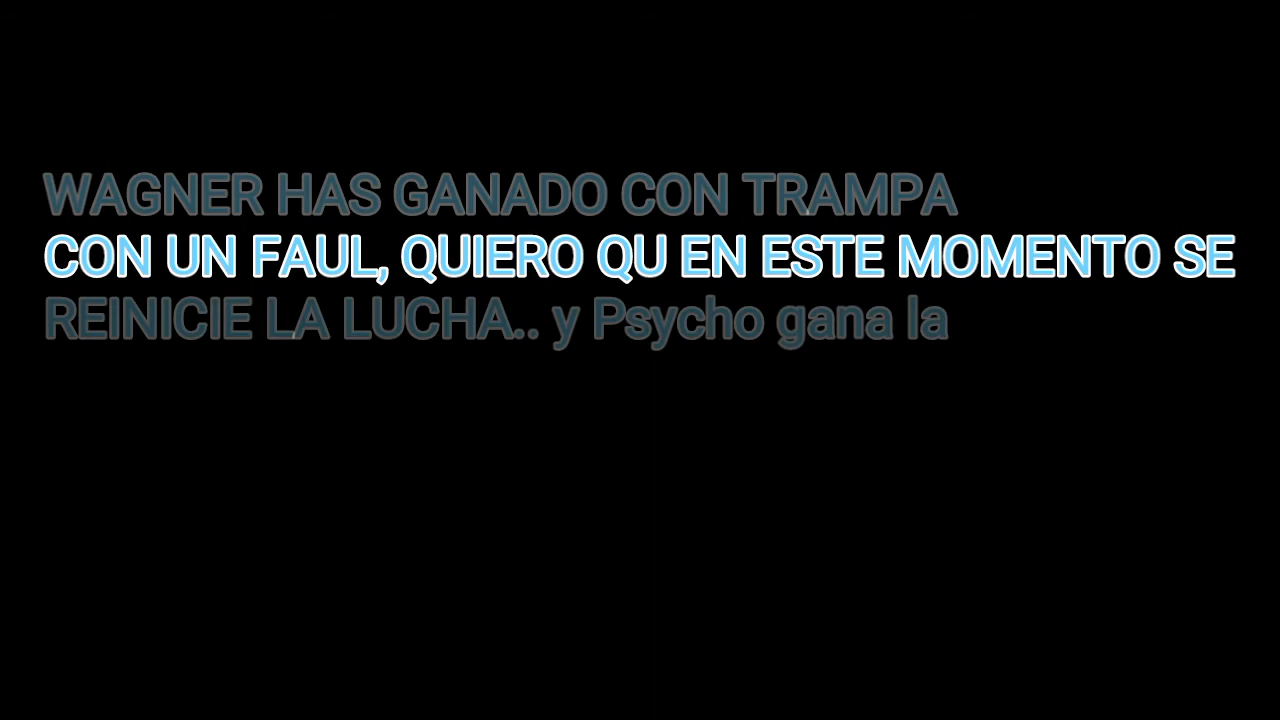 WAGNER HAS GANADO CON TRAMPA
CON UN FAUL, QUIERO QU EN ESTE MOMENTO SE
REINICIE LA LUCHA.. y Psycho gana la